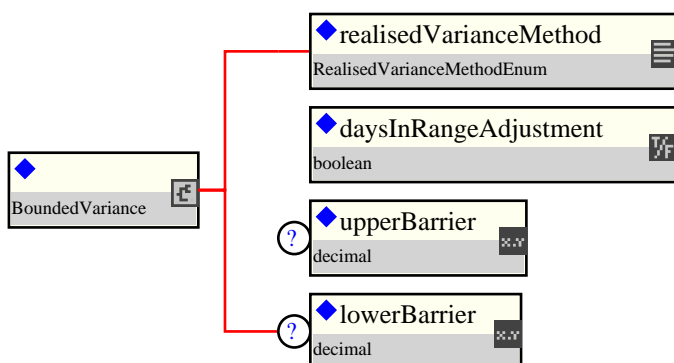 realisedVarianceMethod
RealisedVarianceMethodEnum
daysInRangeAdjustment
T/F
boolean
BoundedVariance
?
upperBarrier
x.y
decimal
?
lowerBarrier
x.y
decimal